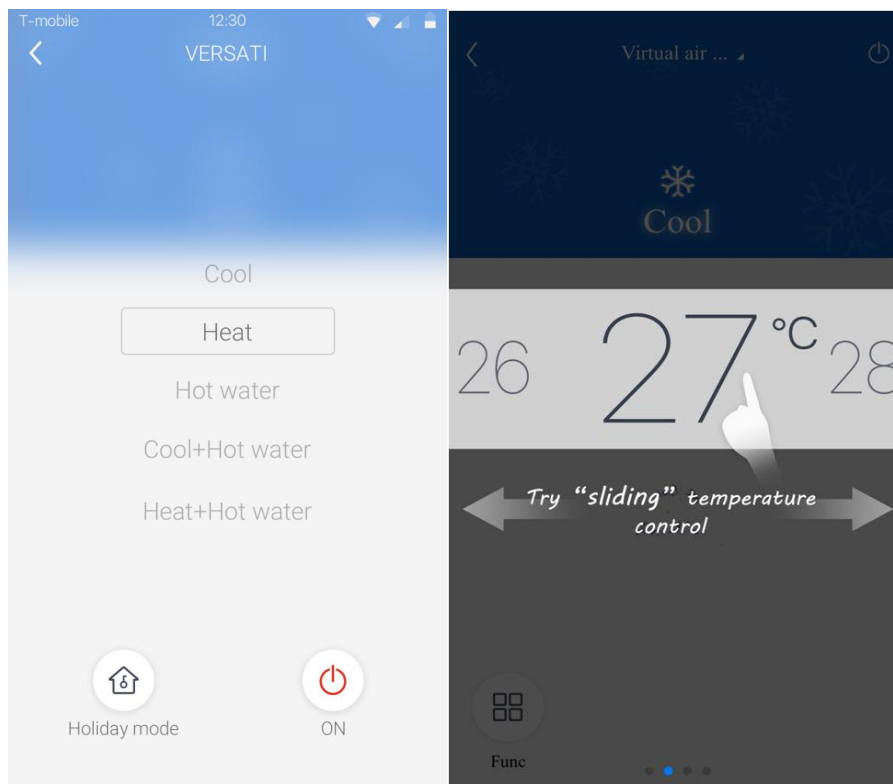 T-mobile 12:30
VERSATI
Cool
Heat
Hot water
Cool+Hot water
Heat+Hot water
Holiday mode ON
Virtual air ...
Cool
26 27°C 28
Try “sliding” temperature
control
Func